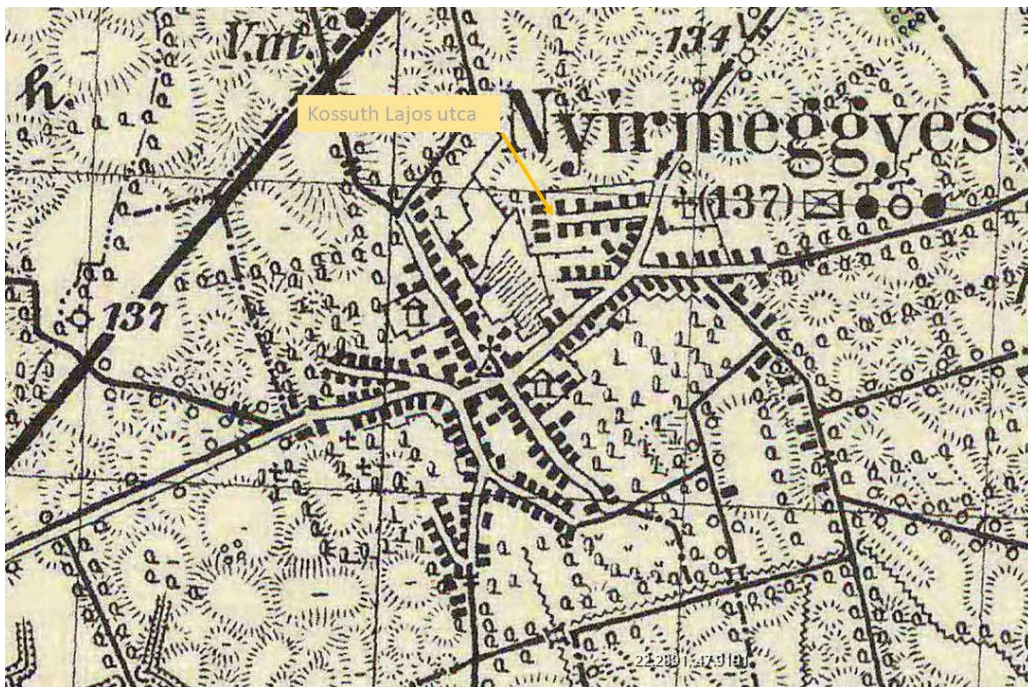 V.m.
134
h.
Kossuth Lajos utca
Nyírmeggyes
(137)
137